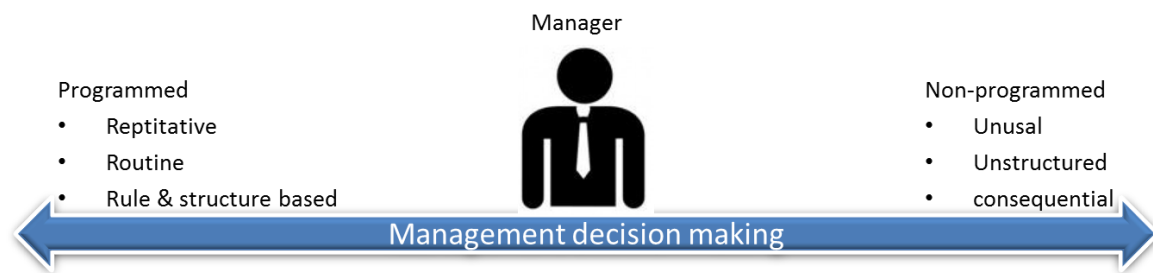 Manager
Programmed
• Reptitative
• Routine
• Rule & structure based
Non-programmed
• Unusal
• Unstructured
• consequential
Management decision making